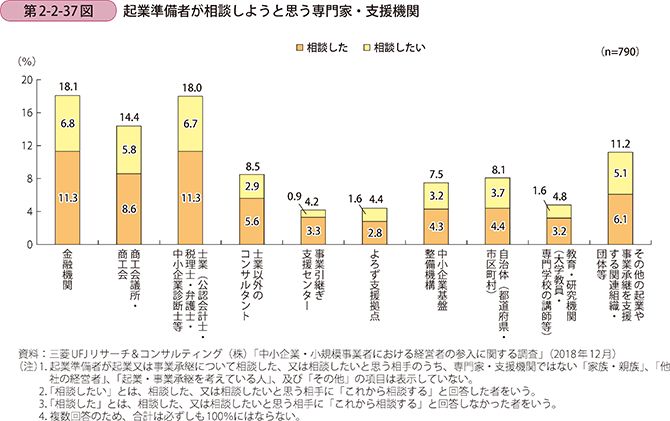 第2-2-37図 起業準備者が相談しようと思う専門家・支援機関
相談した 相談したい
(n=790)
(%)
20
16
12
8
4
0
18.1
6.8
11.3
14.4
5.8
8.6
18.0
6.7
11.3
8.5
2.9
5.6
0.9
4.2
3.3
1.6
4.4
2.8
7.5
3.2
4.3
8.1
3.7
4.4
1.6
4.8
3.2
11.2
5.1
6.1
金融機関
商工会議所・
商工会
士業（公認会計士・
税理士・弁護士・
中小企業診断士等）
士業以外の
コンサルタント
事業引継ぎ
支援センター
よろず支援拠点
中小企業基盤
整備機構
自治体（都道府県・
市区町村）
教育・研究機関
（大学教員・
専門学校の講師等）
その他の起業や
事業承継を支援
する関連組織・
団体等
資料：三菱UFJリサーチ＆コンサルティング（株）「中小企業・小規模事業者における経営者の参入に関する調査」（2018年12月）
（注）1. 起業準備者が起業又は事業承継について相談した、又は相談したいと思う相手のうち、専門家・支援機関ではない「家族・親族」、「他
社の経営者」、「起業・事業承継を考えている人」、及び「その他」の項目は表示していない。
2.「相談したい」とは、相談した、又は相談したいと思う相手に「これから相談する」と回答した者をいう。
3.「相談した」とは、相談した、又は相談したいと思う相手に「これから相談する」と回答しなかった者をいう。
4. 複数回答のため、合計は必ずしも100％にはならない。